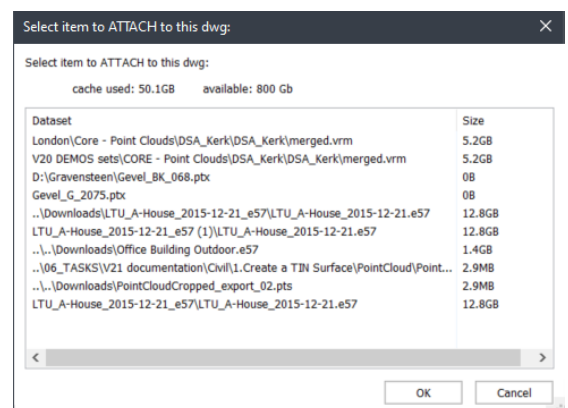 Select item to ATTACH to this dwg:
Select item to ATTACH to this dwg:
cache used: 50.1GB available: 800 Gb
Dataset Size
London\Core - Point Clouds\DSA_Kerk\DSA_Kerk\merged.vrm 5.2GB
V20 DEMOS sets\CORE - Point Clouds\DSA_Kerk\DSA_Kerk\merged.vrm 5.2GB
D:\Gravensteen\Gevel_BK_068.ptx 0B
Gevel_G_2075.ptx 0B
..\Downloads\LTU_A-House_2015-12-21_e57\LTU_A-House_2015-12-21.e57 12.8GB
LTU_A-House_2015-12-21_e57 (1)\LTU_A-House_2015-12-21.e57 12.8GB
..\..\Downloads\Office Building Outdoor.e57 1.4GB
..\06_TASKS\V21 documentation\Civil\1.Create a TIN Surface\PointCloud\Point... 2.9MB
..\..\Downloads\PointCloudCropped_export_02.pts 2.9MB
LTU_A-House_2015-12-21_e57\LTU_A-House_2015-12-21.e57 12.8GB
OK Cancel